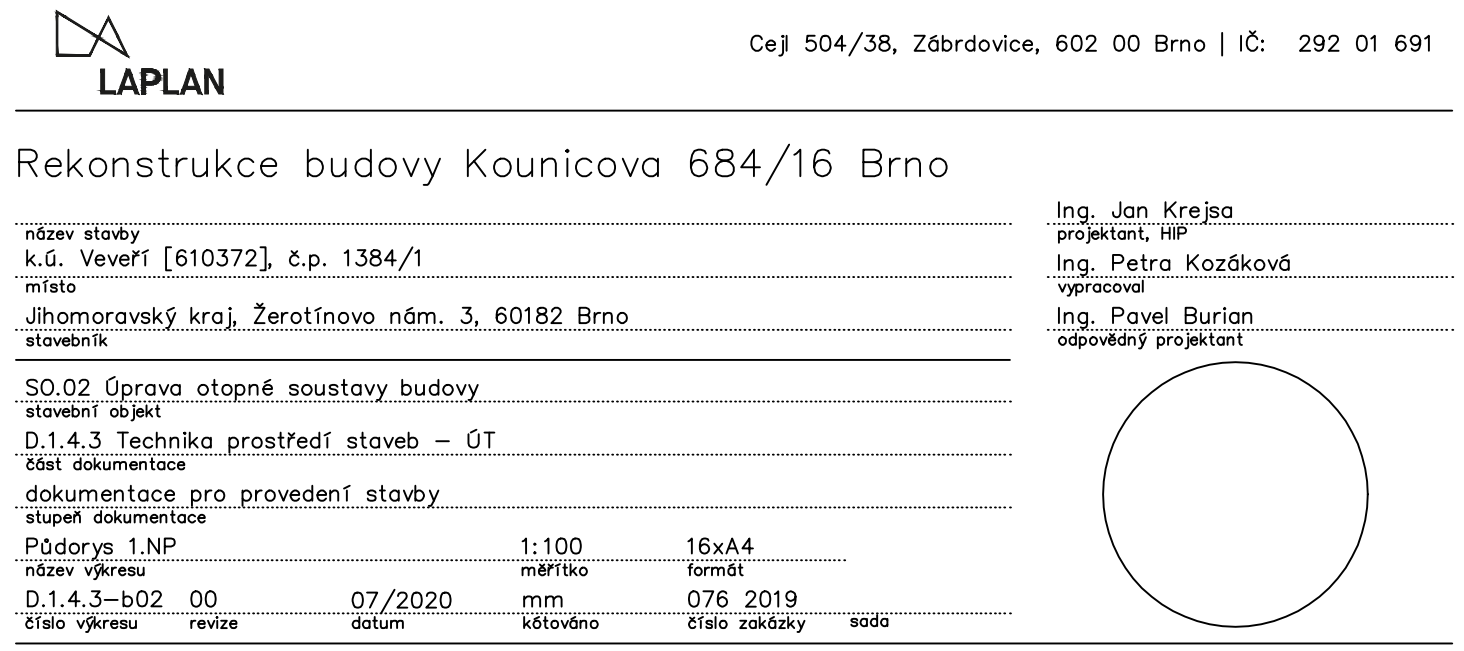 LAPLAN
Cejl 504/38, Zábrdovice, 602 00 Brno | IČ: 292 01 691
Rekonstrukce budovy Kounicova 684/16 Brno
název stavby
k.ú. Veveří [610372], č.p. 1384/1
místo
Jihomoravský kraj, Žerotínovo nám. 3, 60182 Brno
stavebník
Ing. Jan Krejsa
projektant, HIP
Ing. Petra Kozáková
vypracoval
Ing. Pavel Burian
odpovědný projektant
SO.02 Úprava otopné soustavy budovy
stavební objekt
D.1.4.3 Technika prostředí staveb – ÚT
část dokumentace
dokumentace pro provedení stavby
stupeň dokumentace
Půdorys 1.NP 1:100 16xA4
název výkresu měřítko formát
D.1.4.3–b02 00 07/2020 mm 076 2019
číslo výkresu revize datum kótováno číslo zakázky sada